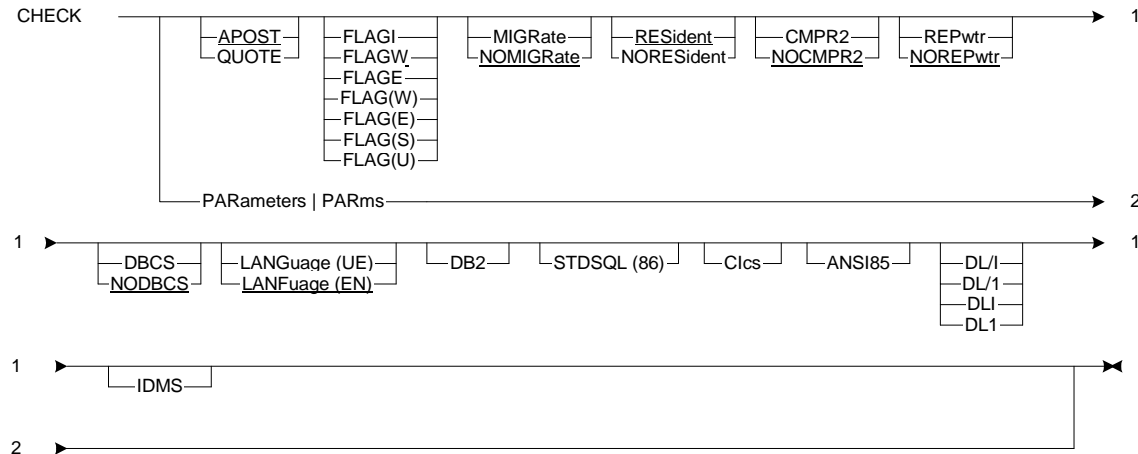 CHECK 1
APOST FLAGI MIGRate RESident CMPR2 REPwtr
QUOTE FLAGW NOMIGRate NORESident NOCMPR2 NOREPwtr
FLAGE
FLAG(W)
FLAG(E)
FLAG(S)
FLAG(U)
PARameters | PARms 2
1 1
DBCS LANGuage (UE) DB2 STDSQL (86) CIcs ANSI85 DL/I
NODBCS LANFuage (EN) DL/1
DLI
DL1
1
IDMS
2